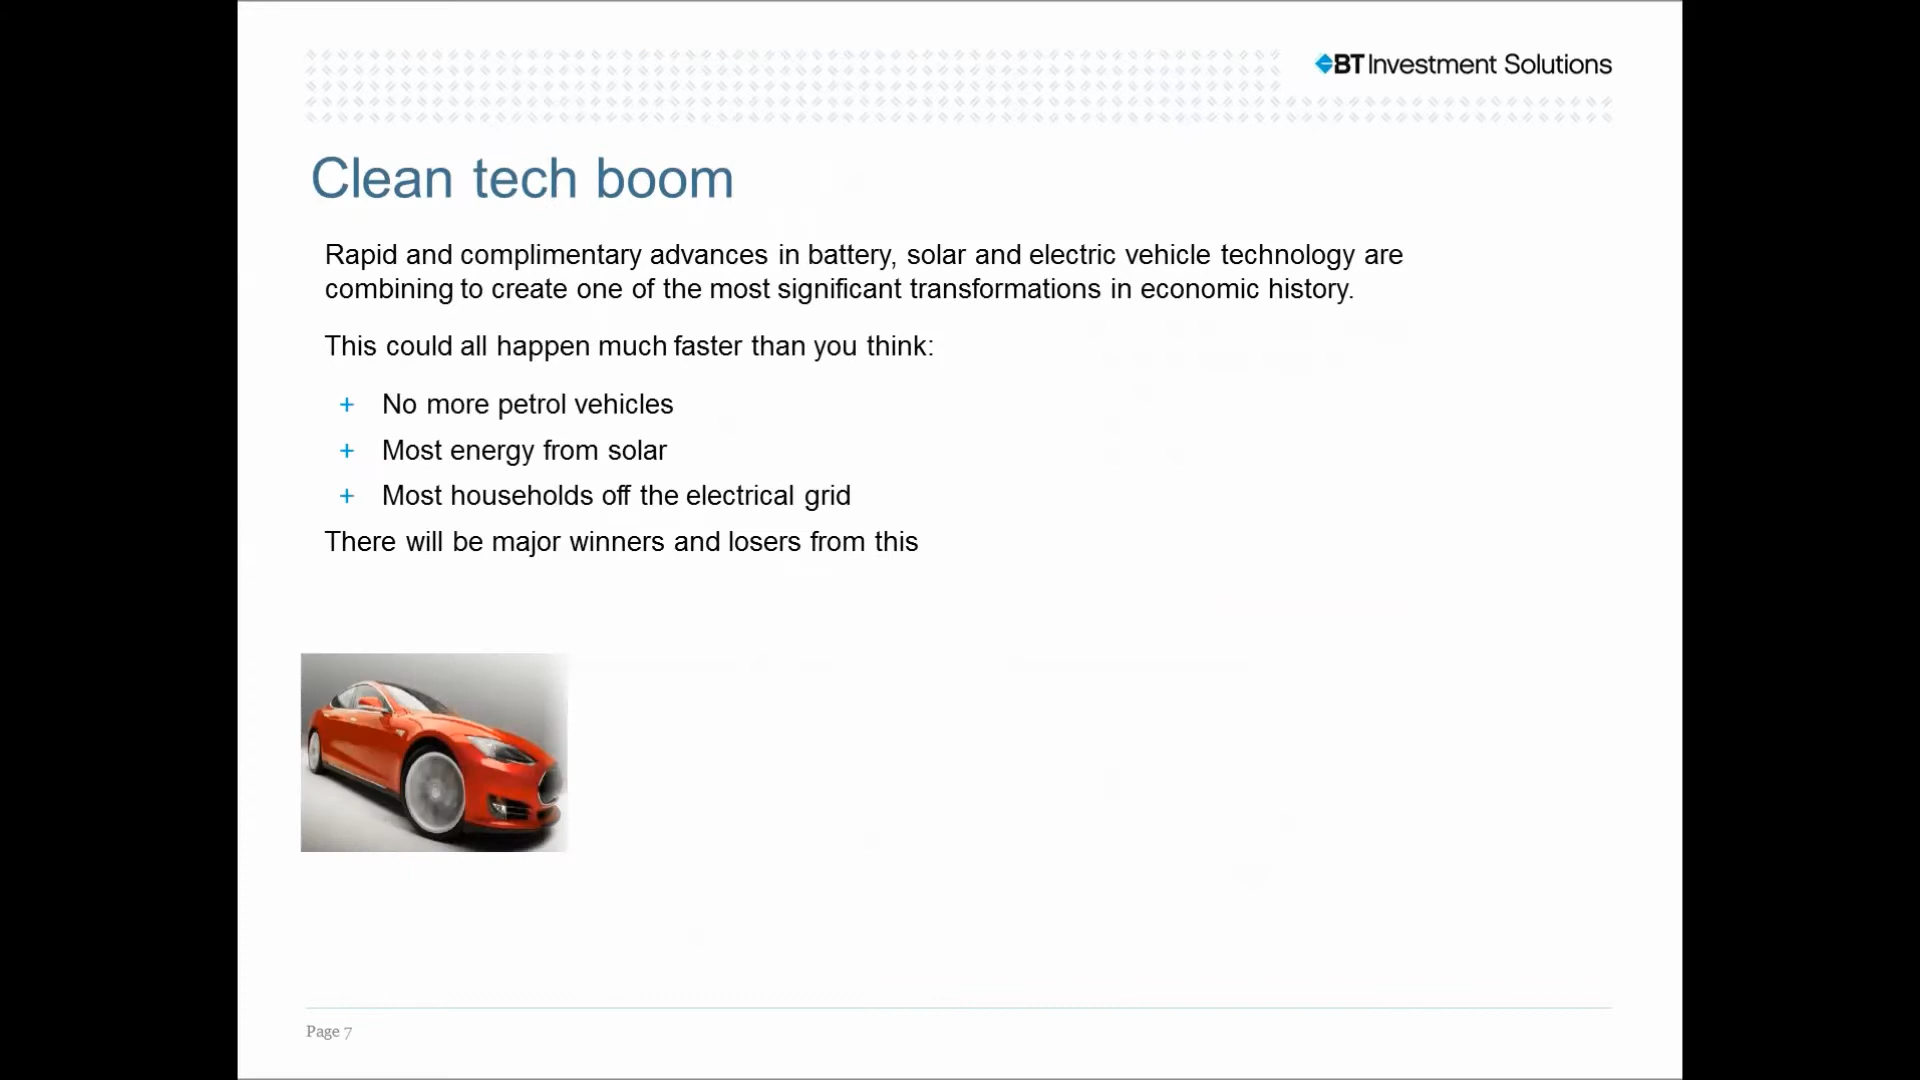 BT Investment Solutions
Clean tech boom
Rapid and complimentary advances in battery, solar and electric vehicle technology are
combining to create one of the most significant transformations in economic history.
This could all happen much faster than you think:
+ No more petrol vehicles
+ Most energy from solar
+ Most households off the electrical grid
There will be major winners and losers from this
Page 7